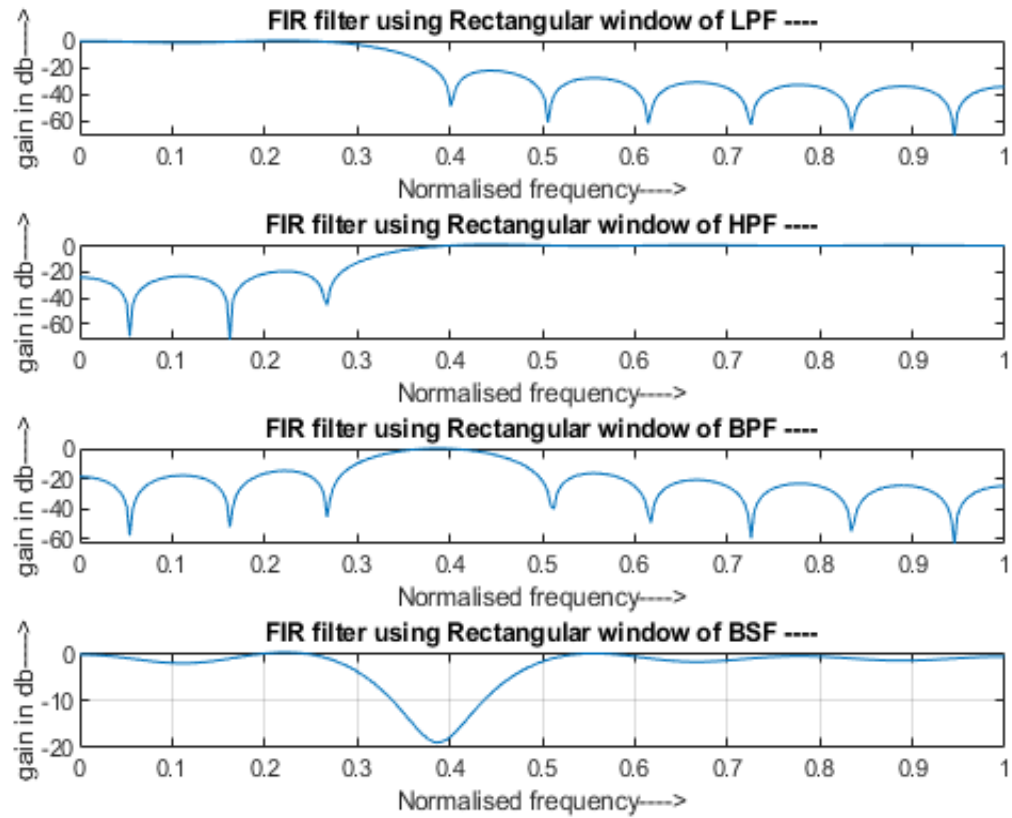 FIR filter using Rectangular window of LPF ----
gain in db----->
0
-20
-40
-60
0 0.1 0.2 0.3 0.4 0.5 0.6 0.7 0.8 0.9 1
Normalised frequency---->
FIR filter using Rectangular window of HPF ----
gain in db----->
0
-20
-40
-60
0 0.1 0.2 0.3 0.4 0.5 0.6 0.7 0.8 0.9 1
Normalised frequency---->
FIR filter using Rectangular window of BPF ----
gain in db----->
0
-20
-40
-60
0 0.1 0.2 0.3 0.4 0.5 0.6 0.7 0.8 0.9 1
Normalised frequency---->
FIR filter using Rectangular window of BSF ----
gain in db----->
0
-10
-20
0 0.1 0.2 0.3 0.4 0.5 0.6 0.7 0.8 0.9 1
Normalised frequency---->